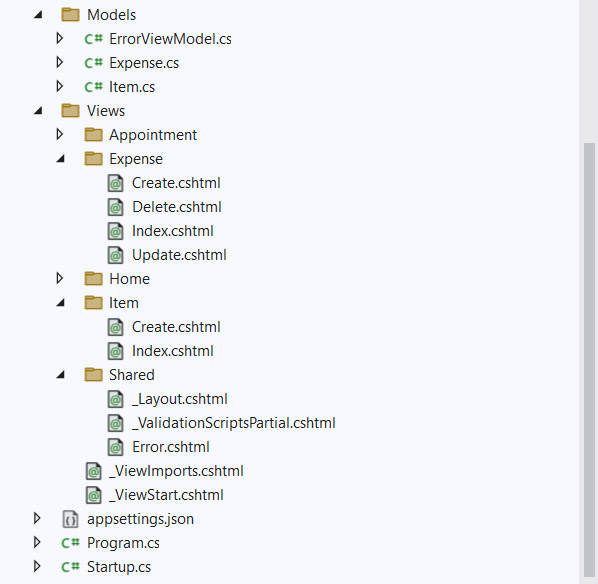 Models
C# ErrorViewModel.cs
C# Expense.cs
C# Item.cs
Views
Appointment
Expense
@ Create.cshtml
@ Delete.cshtml
@ Index.cshtml
@ Update.cshtml
Home
Item
@ Create.cshtml
@ Index.cshtml
Shared
@ _Layout.cshtml
@ _ValidationScriptsPartial.cshtml
@ Error.cshtml
@ _ViewImports.cshtml
@ _ViewStart.cshtml
{} appsettings.json
C# Program.cs
C# Startup.cs